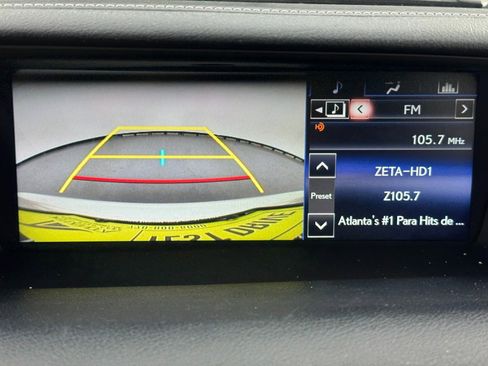 FM
105.7 MHz
ZETA-HD1
Preset
Z105.7
Atlanta's #1 Para Hits de ...